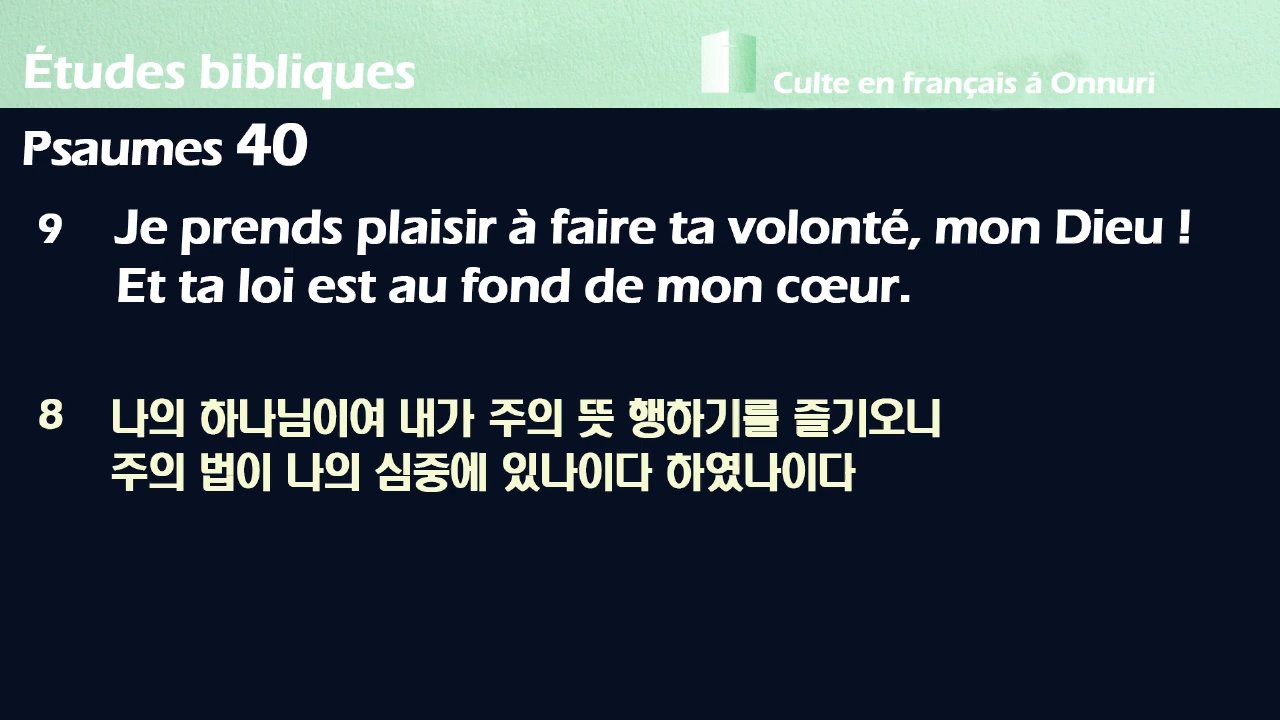 Études bibliques
Culte en français á Onnuri
Psaumes 40
9 Je prends plaisir à faire ta volonté, mon Dieu !
Et ta loi est au fond de mon cœur.
8 나의 하나님이여 내가 주의 뜻 행하기를 즐기오니
주의 법이 나의 심중에 있나이다 하였나이다